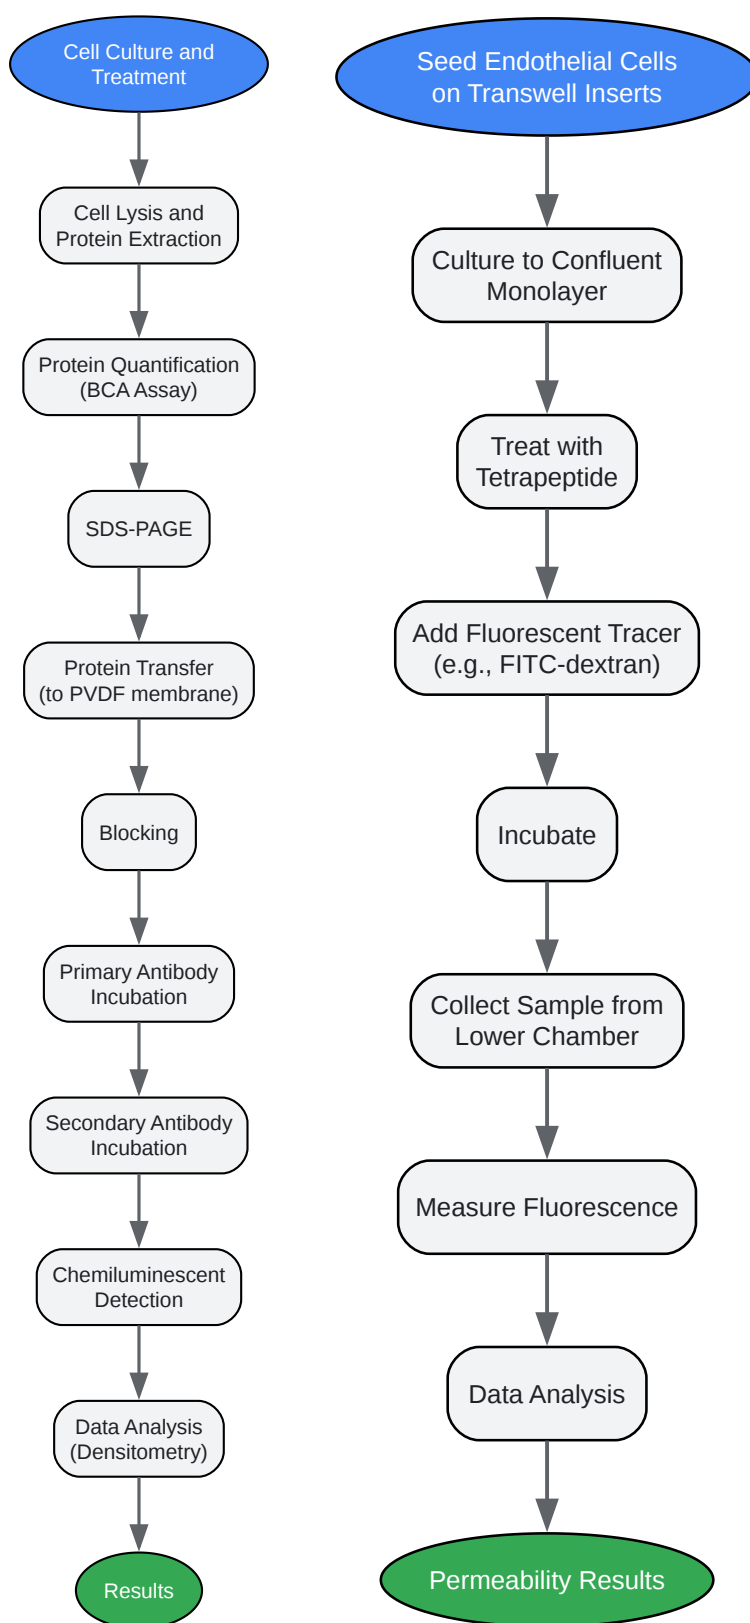 Cell Culture and
Treatment
Cell Lysis and
Protein Extraction
Protein Quantification
(BCA Assay)
SDS-PAGE
Protein Transfer
(to PVDF membrane)
Blocking
Primary Antibody
Incubation
Secondary Antibody
Incubation
Chemiluminescent
Detection
Data Analysis
(Densitometry)
Results
Seed Endothelial Cells
on Transwell Inserts
Culture to Confluent
Monolayer
Treat with
Tetrapeptide
Add Fluorescent Tracer
(e.g., FITC-dextran)
Incubate
Collect Sample from
Lower Chamber
Measure Fluorescence
Data Analysis
Permeability Results